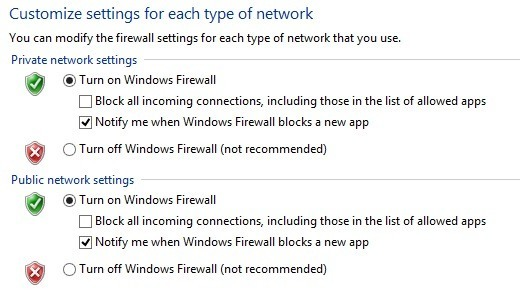 Customize settings for each type of network
You can modify the firewall settings for each type of network that you use.
Private network settings
Turn on Windows Firewall
Block all incoming connections, including those in the list of allowed apps
Notify me when Windows Firewall blocks a new app
Turn off Windows Firewall (not recommended)
Public network settings
Turn on Windows Firewall
Block all incoming connections, including those in the list of allowed apps
Notify me when Windows Firewall blocks a new app
Turn off Windows Firewall (not recommended)